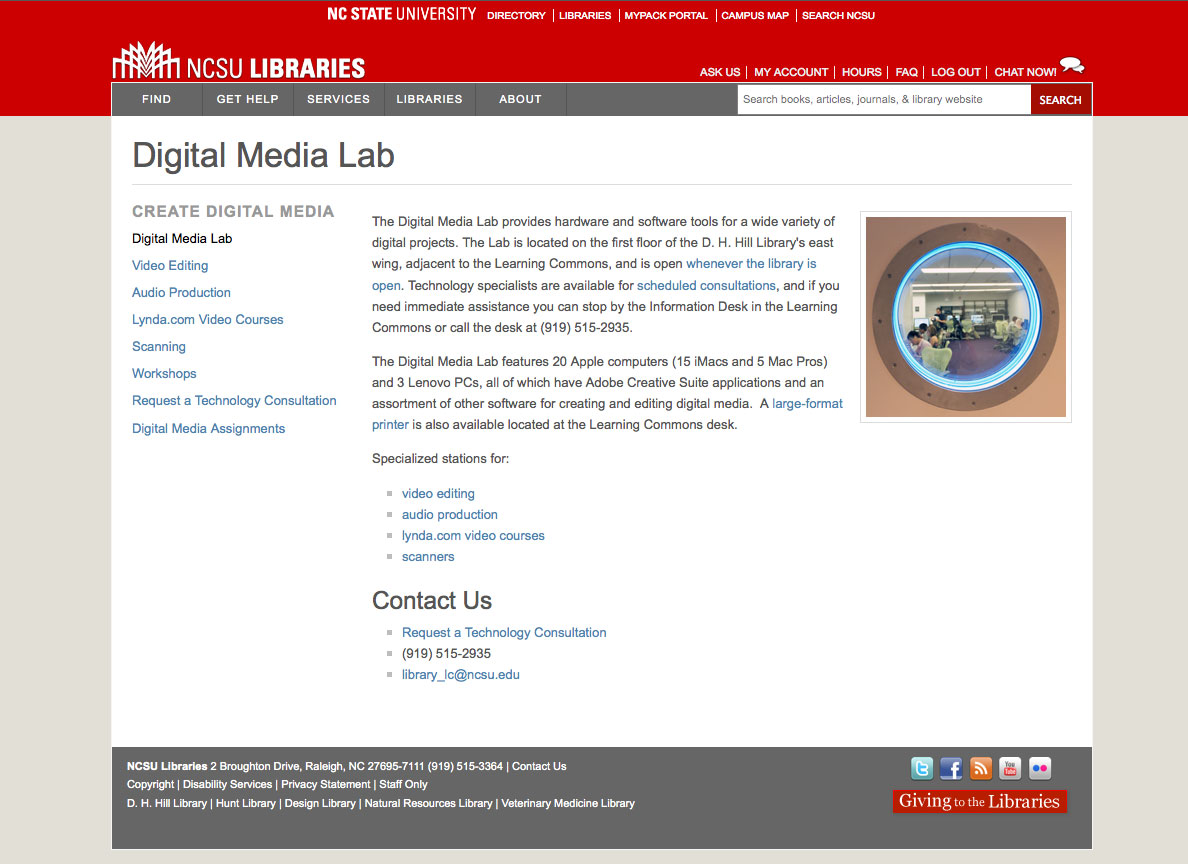 NC STATE UNIVERSITY DIRECTORY LIBRARIES MYPACK PORTAL CAMPUS MAP SEARCH NCSU
NCSU LIBRARIES
ASK US MY ACCOUNT HOURS FAQ LOG OUT CHAT NOW!
FIND GET HELP SERVICES LIBRARIES ABOUT
Search books, articles, journals, & library website SEARCH
Digital Media Lab
CREATE DIGITAL MEDIA
Digital Media Lab
Video Editing
Audio Production
Lynda.com Video Courses
Scanning
Workshops
Request a Technology Consultation
Digital Media Assignments
The Digital Media Lab provides hardware and software tools for a wide variety of
digital projects. The Lab is located on the first floor of the D. H. Hill Library's east
wing, adjacent to the Learning Commons, and is open whenever the library is
open. Technology specialists are available for scheduled consultations, and if you
need immediate assistance you can stop by the Information Desk in the Learning
Commons or call the desk at (919) 515-2935.
The Digital Media Lab features 20 Apple computers (15 iMacs and 5 Mac Pros)
and 3 Lenovo PCs, all of which have Adobe Creative Suite applications and an
assortment of other software for creating and editing digital media. A large-format
printer is also available located at the Learning Commons desk.
Specialized stations for:
video editing
audio production
lynda.com video courses
scanners
Contact Us
Request a Technology Consultation
(919) 515-2935
library_lc@ncsu.edu
NCSU Libraries 2 Broughton Drive, Raleigh, NC 27695-7111 (919) 515-3364 | Contact Us
Copyright | Disability Services | Privacy Statement | Staff Only
D. H. Hill Library | Hunt Library | Design Library | Natural Resources Library | Veterinary Medicine Library
You Tube
Giving to the Libraries